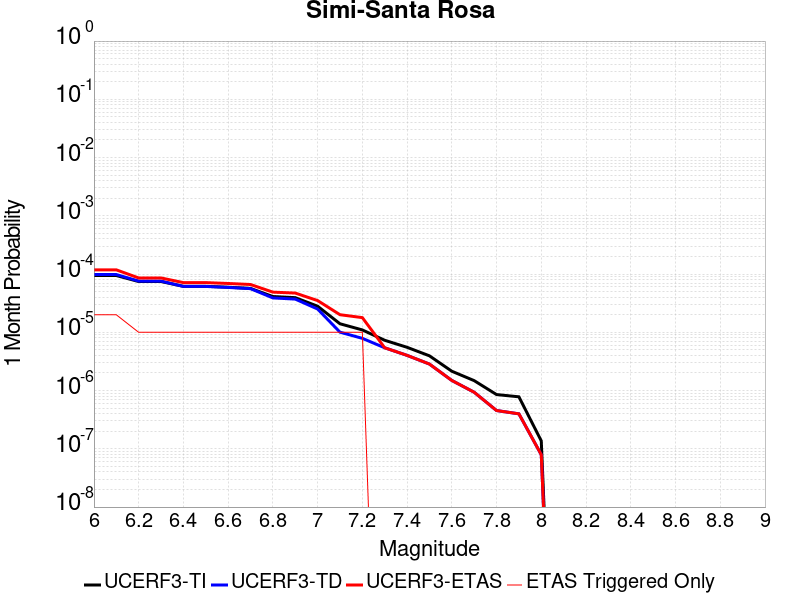 Simi-Santa Rosa
10^0
10^-1
10^-2
10^-3
10^-4
10^-5
10^-6
10^-7
10^-8
1 Month Probability
6 6.2 6.4 6.6 6.8 7 7.2 7.4 7.6 7.8 8 8.2 8.4 8.6 8.8 9
Magnitude
UCERF3-TI UCERF3-TD UCERF3-ETAS ETAS Triggered Only